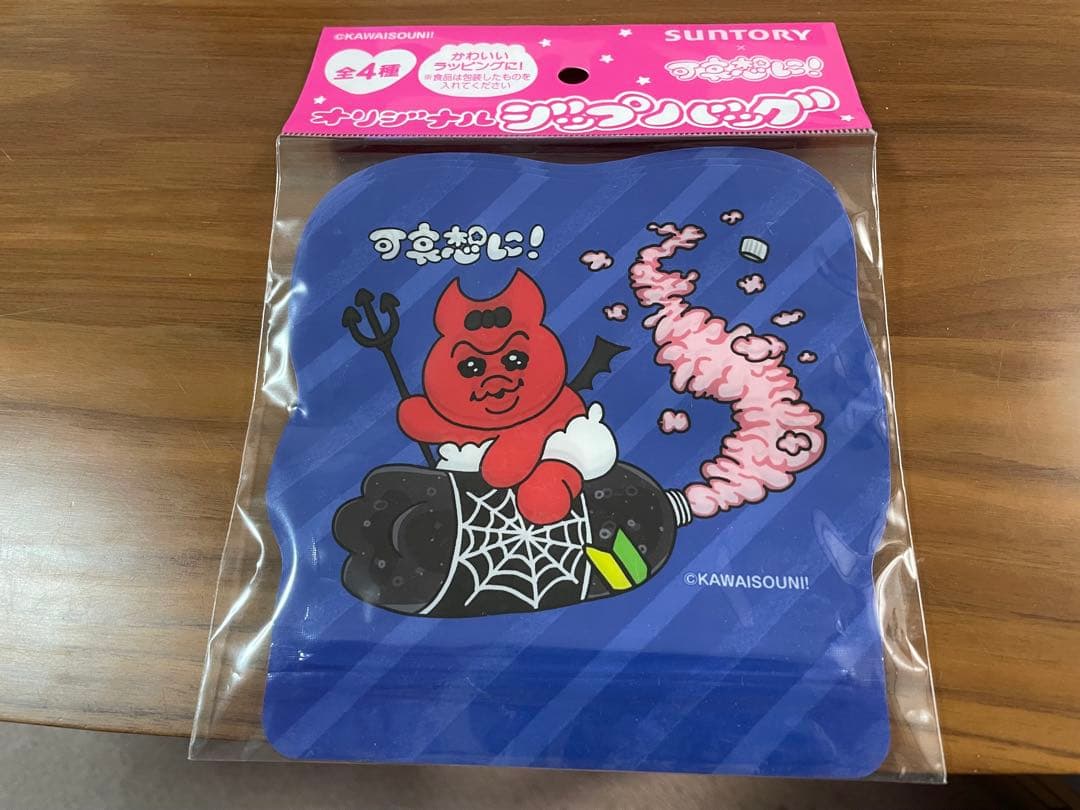 ©KAWAISOUNI!
全4種
かわいい
ラッピングに!
※食品は包装したものを
入れてください
SUNTORY
×
可哀想に!
オリジナル ジップバッグ
可哀想に!
©KAWAISOUNI!